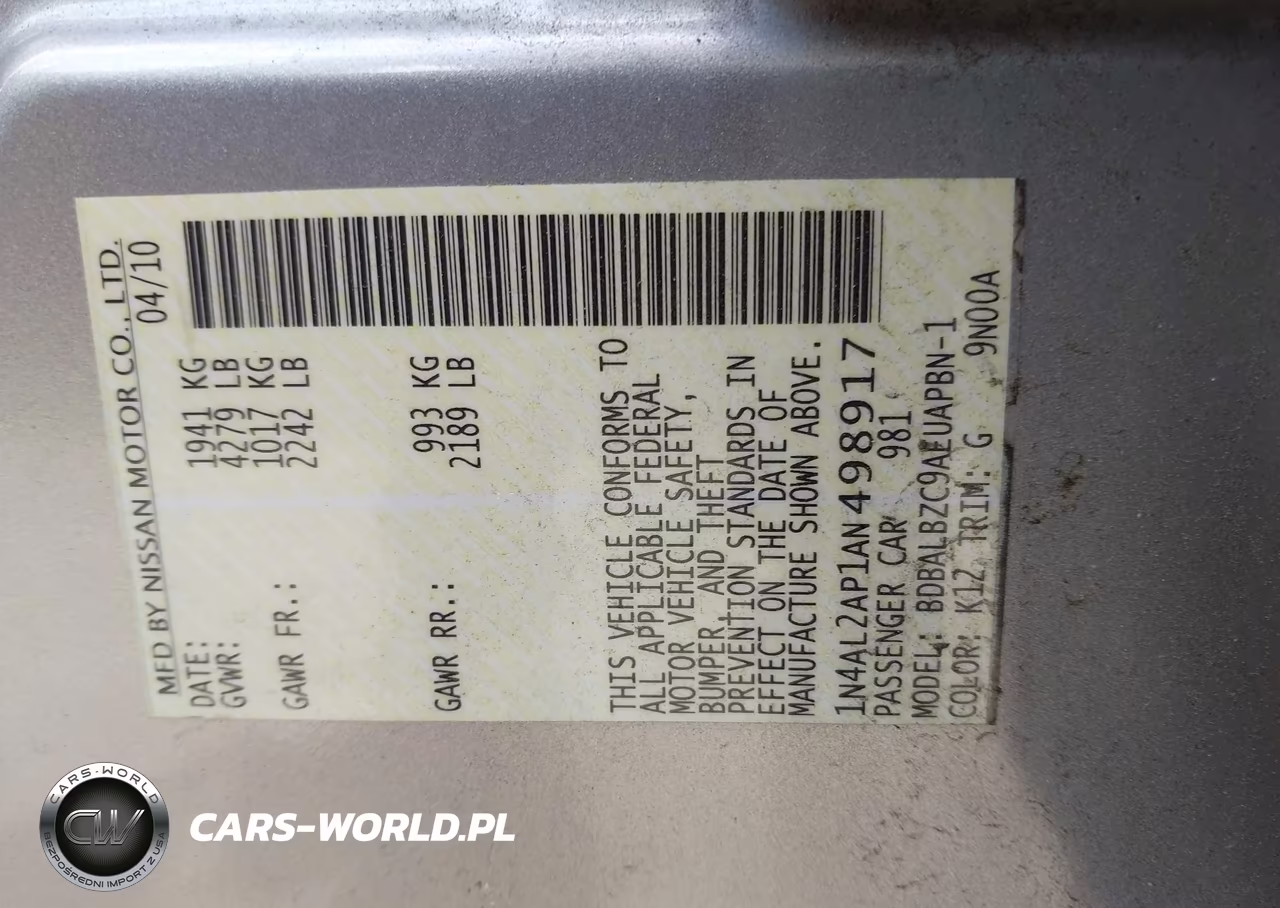 MFD BY NISSAN MOTOR CO., LTD.
DATE: 04/10
GVWR: 1941 KG
4279 LB
GAWR FR.: 1017 KG
2242 LB
GAWR RR.: 993 KG
2189 LB
THIS VEHICLE CONFORMS TO
ALL APPLICABLE FEDERAL
MOTOR VEHICLE SAFETY,
BUMPER, AND THEFT
PREVENTION STANDARDS IN
EFFECT ON THE DATE OF
MANUFACTURE SHOWN ABOVE.
1N4AL2AP1AN498917
PASSENGER CAR 981
MODEL: BDBALBZC9AEUAPBN-1
COLOR: K12 TRIM: G 9N00A
CARS-WORLD
CW
BEZPOŚREDNI IMPORT Z USA
CARS-WORLD.PL